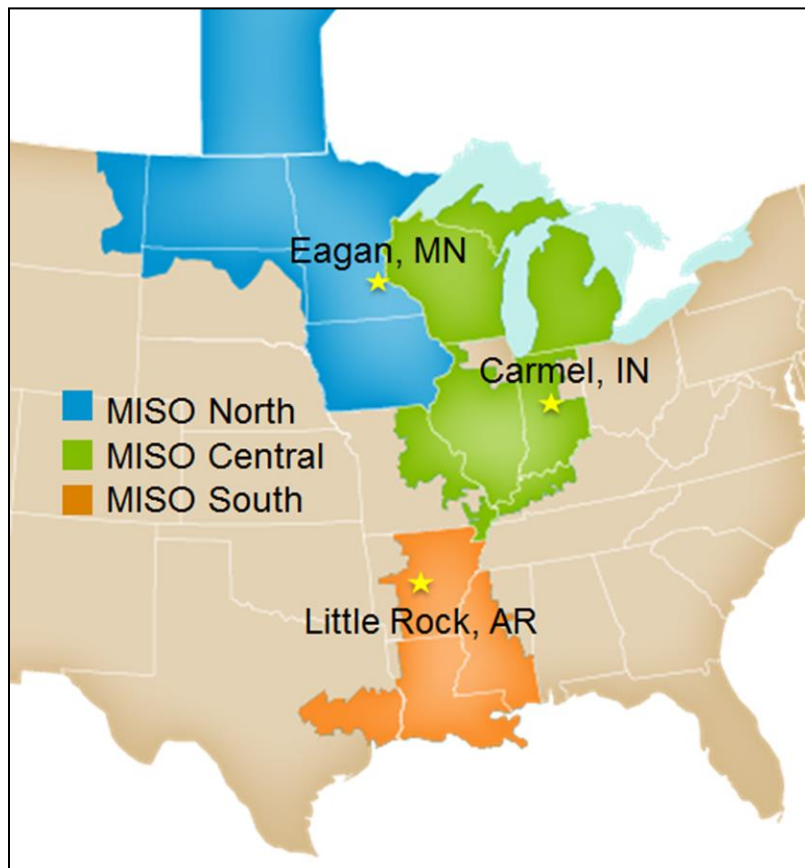 Eagan, MN
Carmel, IN
MISO North
MISO Central
MISO South
Little Rock, AR